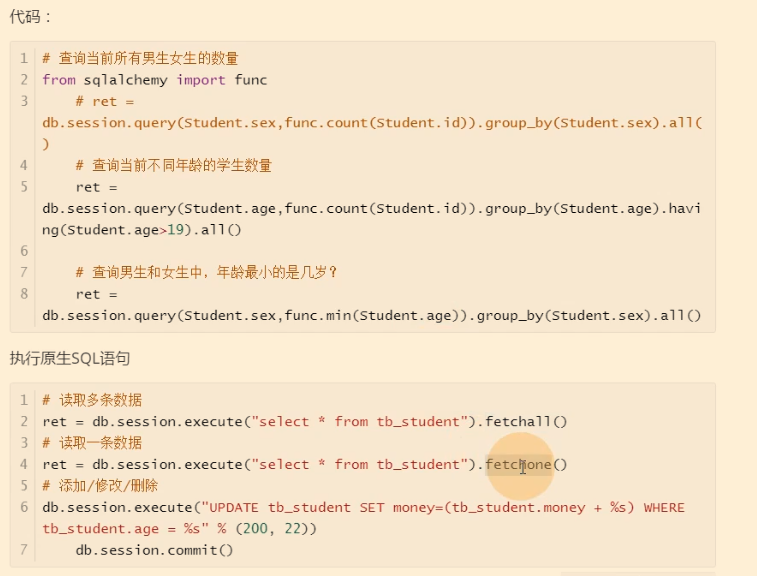 代码：
1 # 查询当前所有男生女生的数量
2 from sqlalchemy import func
3 # ret =
db.session.query(Student.sex,func.count(Student.id)).group_by(Student.sex).all(
)
4 # 查询当前不同年龄的学生数量
5 ret =
db.session.query(Student.age,func.count(Student.id)).group_by(Student.age).havi
ng(Student.age>19).all()
6
7 # 查询男生和女生中，年龄最小的是几岁？
8 ret =
db.session.query(Student.sex,func.min(Student.age)).group_by(Student.sex).all()
执行原生SQL语句
1 # 读取多条数据
2 ret = db.session.execute("select * from tb_student").fetchall()
3 # 读取一条数据
4 ret = db.session.execute("select * from tb_student").fetchone()
5 # 添加/修改/删除
6 db.session.execute("UPDATE tb_student SET money=(tb_student.money + %s) WHERE
tb_student.age = %s" % (200, 22))
7 db.session.commit()